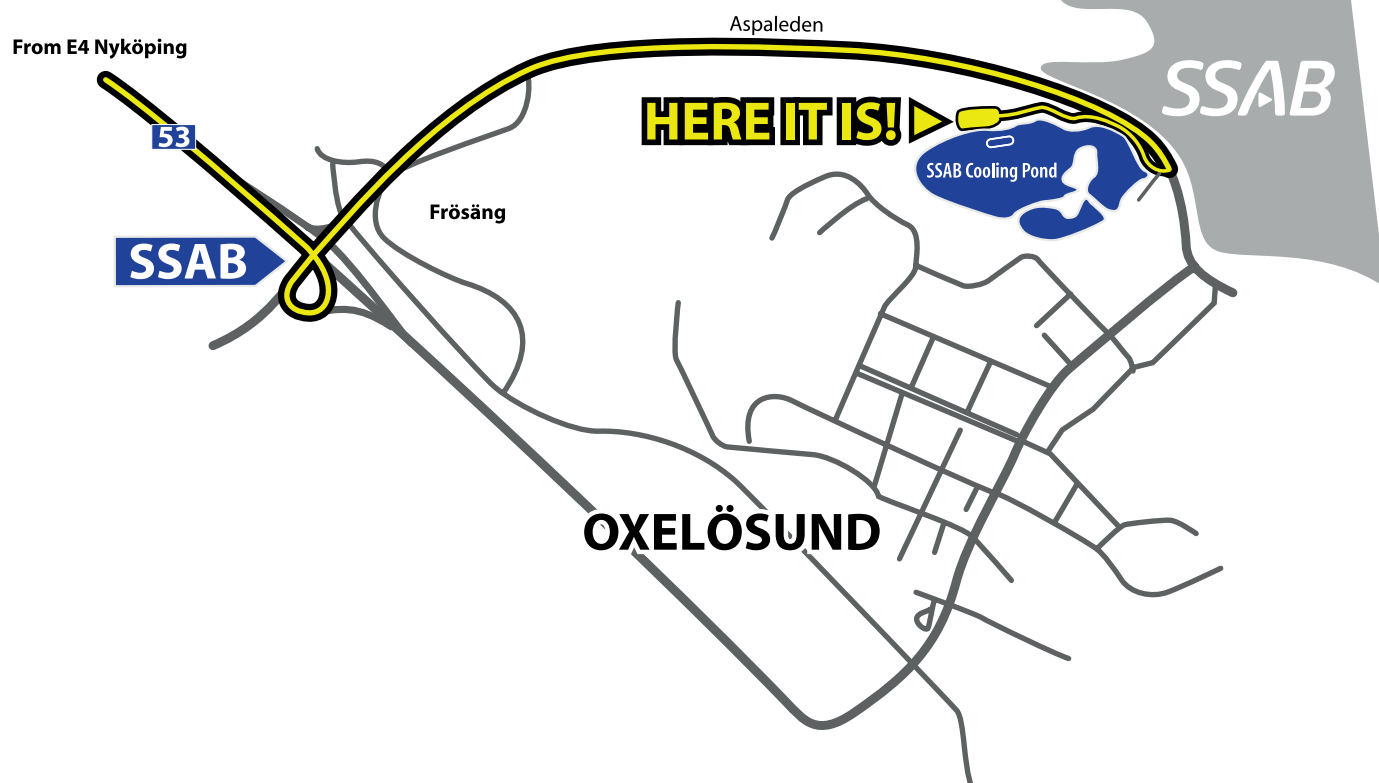 Aspaleden
From E4 Nyköping
SSAB
HERE IT IS!
53
SSAB Cooling Pond
Frösäng
SSAB
OXELÖSUND